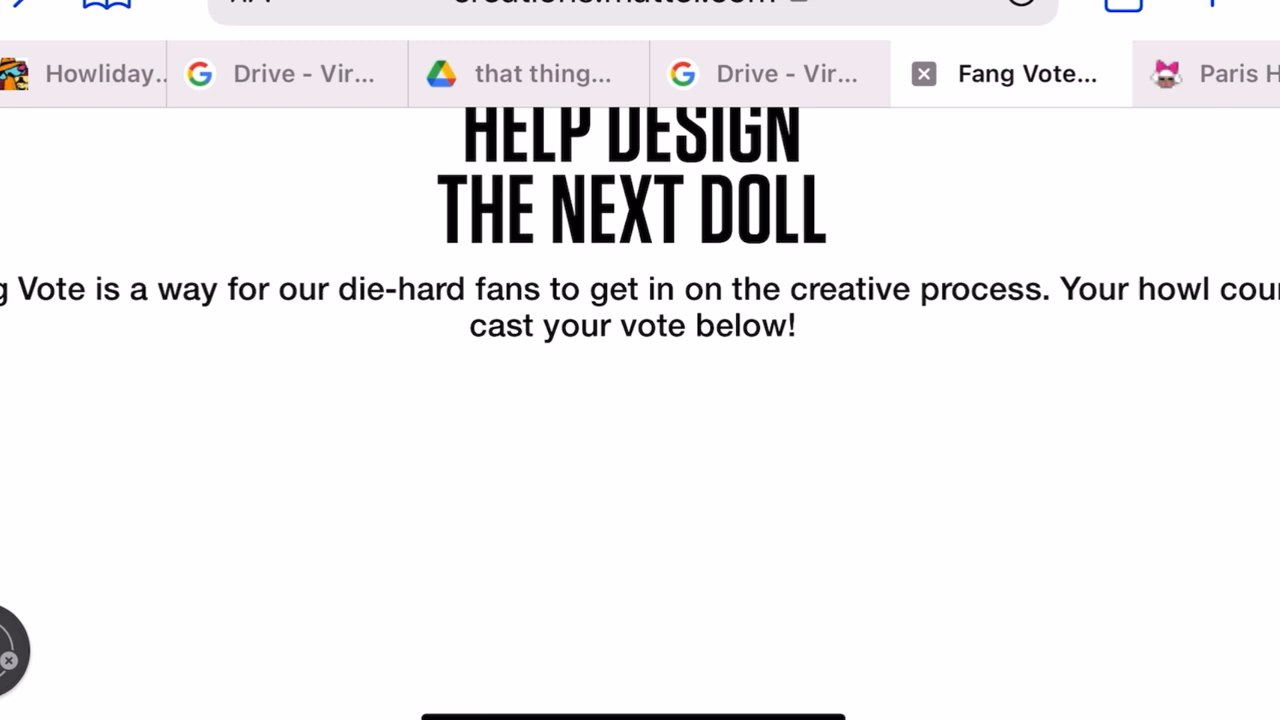 Howliday...
Drive - Vir...
that thing...
Drive - Vir...
Fang Vote...
Paris H
HELP DESIGN
THE NEXT DOLL
Vote is a way for our die-hard fans to get in on the creative process. Your howl
cast your vote below!